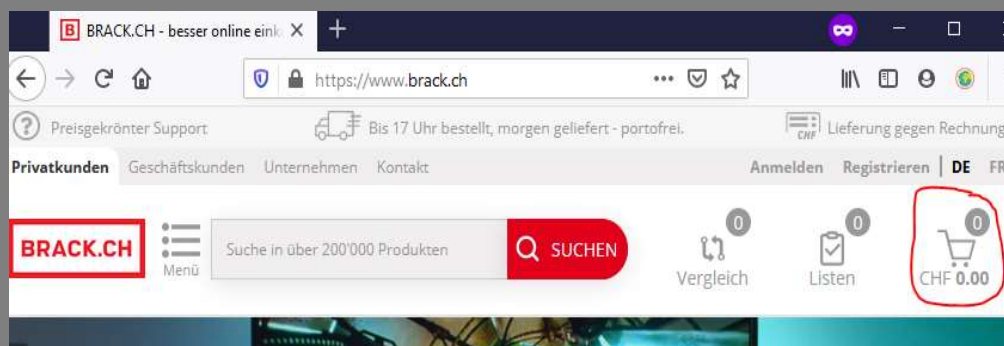 BRACK.CH - besser online eink
https://www.brack.ch
Preisgekrönter Support
Bis 17 Uhr bestellt, morgen geliefert - portofrei.
CHF
Lieferung gegen Rechnung
Privatkunden Geschäftskunden Unternehmen Kontakt Anmelden Registrieren | DE FR
BRACK.CH
Menü
Suche in über 200'000 Produkten
SUCHEN
0
Vergleich
0
Listen
0
CHF 0.00